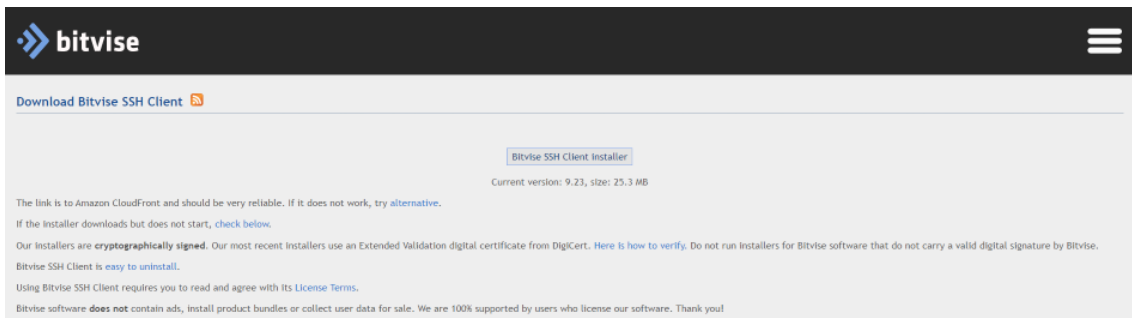 bitvise
Download Bitvise SSH Client
Bitvise SSH Client Installer
Current version: 9.23, size: 25.3 MB
The link is to Amazon CloudFront and should be very reliable. If it does not work, try alternative.
If the installer downloads but does not start, check below.
Our installers are cryptographically signed. Our most recent installers use an Extended Validation digital certificate from DigiCert. Here is how to verify. Do not run installers for Bitvise software that do not carry a valid digital signature by Bitvise.
Bitvise SSH Client is easy to uninstall.
Using Bitvise SSH Client requires you to read and agree with its License Terms.
Bitvise software does not contain ads, install product bundles or collect user data for sale. We are 100% supported by users who license our software. Thank you!